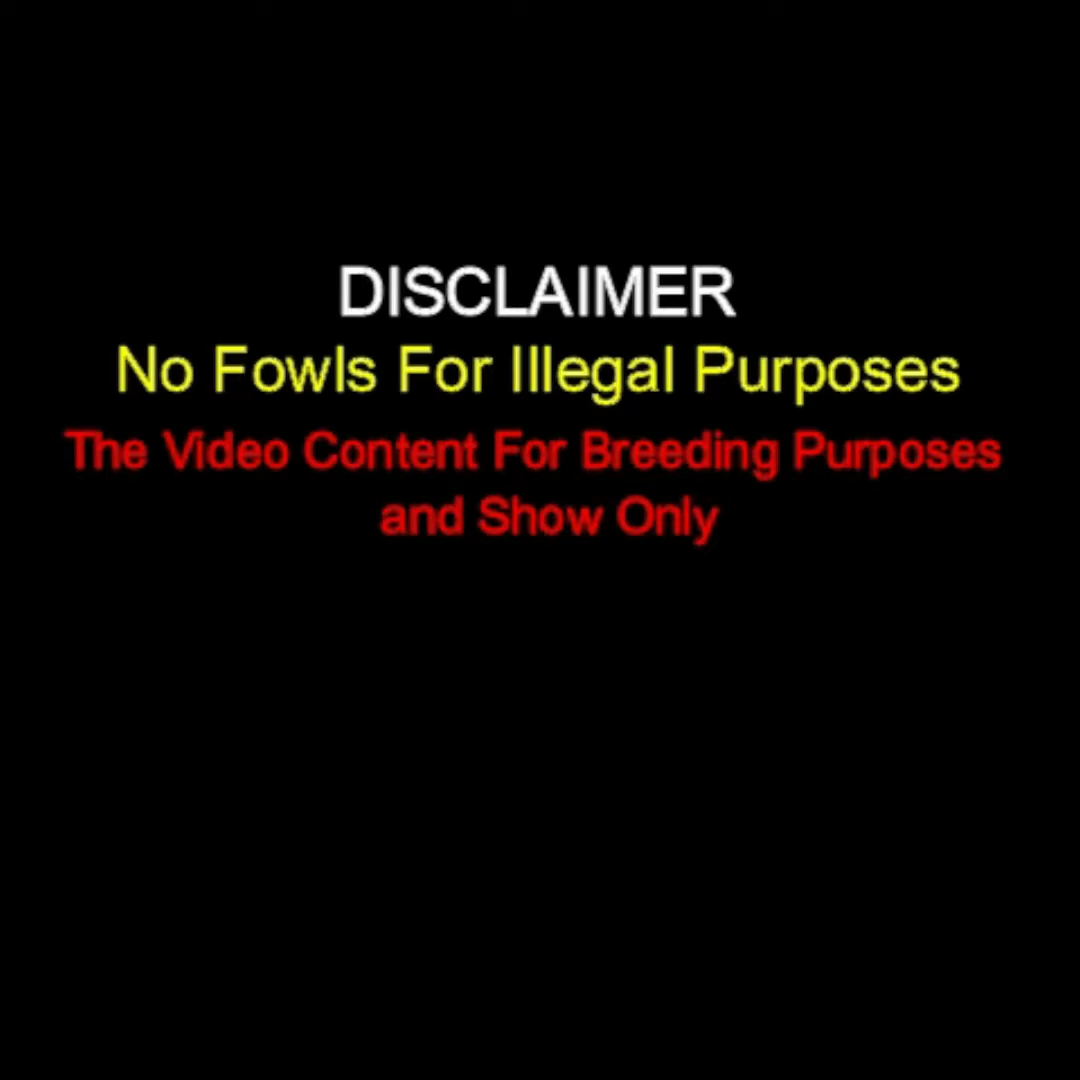 DISCLAIMER
No Fowls For Illegal Purposes
The Video Content For Breeding Purposes
and Show Only